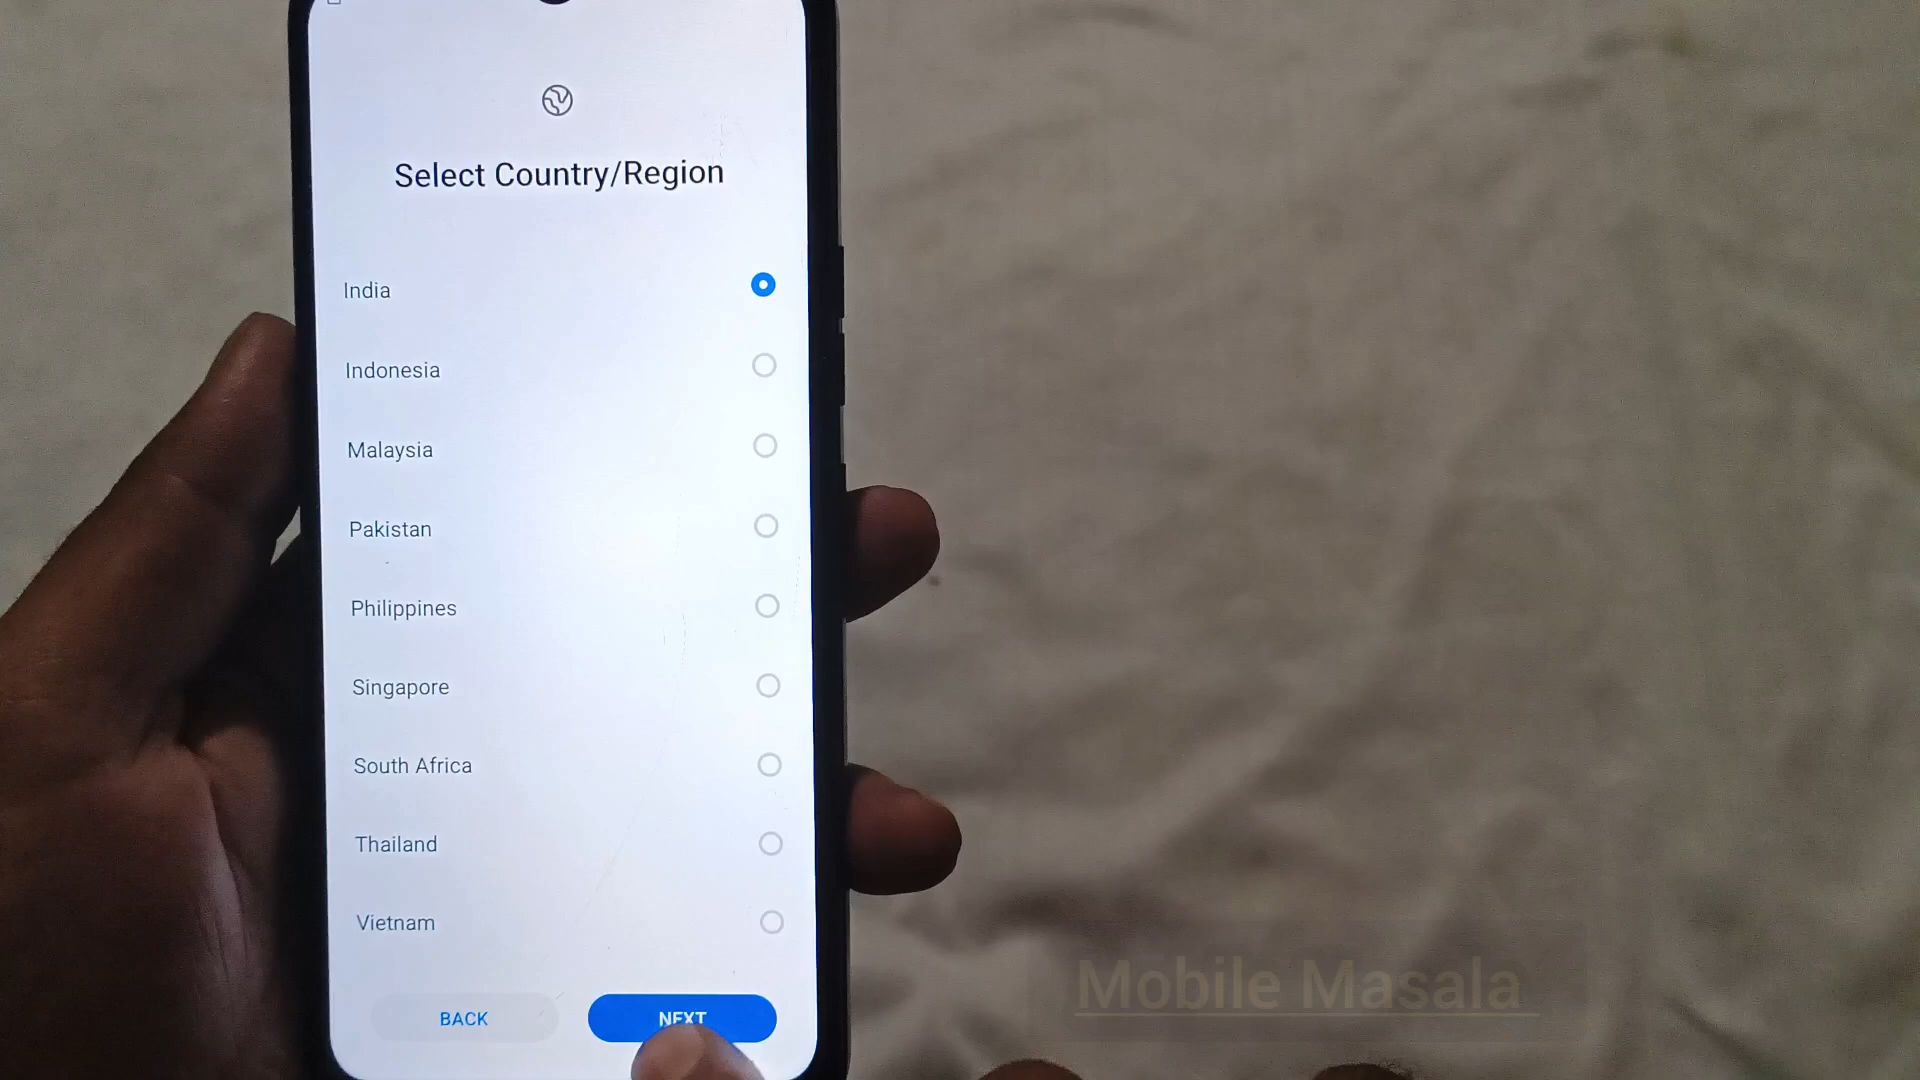 Select Country/Region
India
Indonesia
Malaysia
Pakistan
Philippines
Singapore
South Africa
Thailand
Vietnam
BACK
NEXT
Mobile Masala